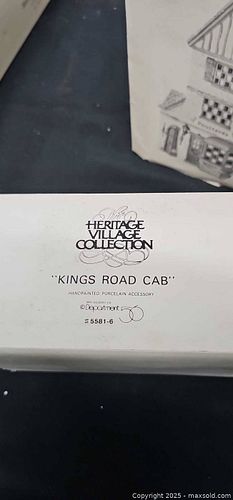 HERITAGE
VILLAGE
COLLECTION
"KINGS ROAD CAB"
HANDPAINTED PORCELAIN ACCESSORY
©Department 56
#5581-6
Copyright 2025 - maxsold.com